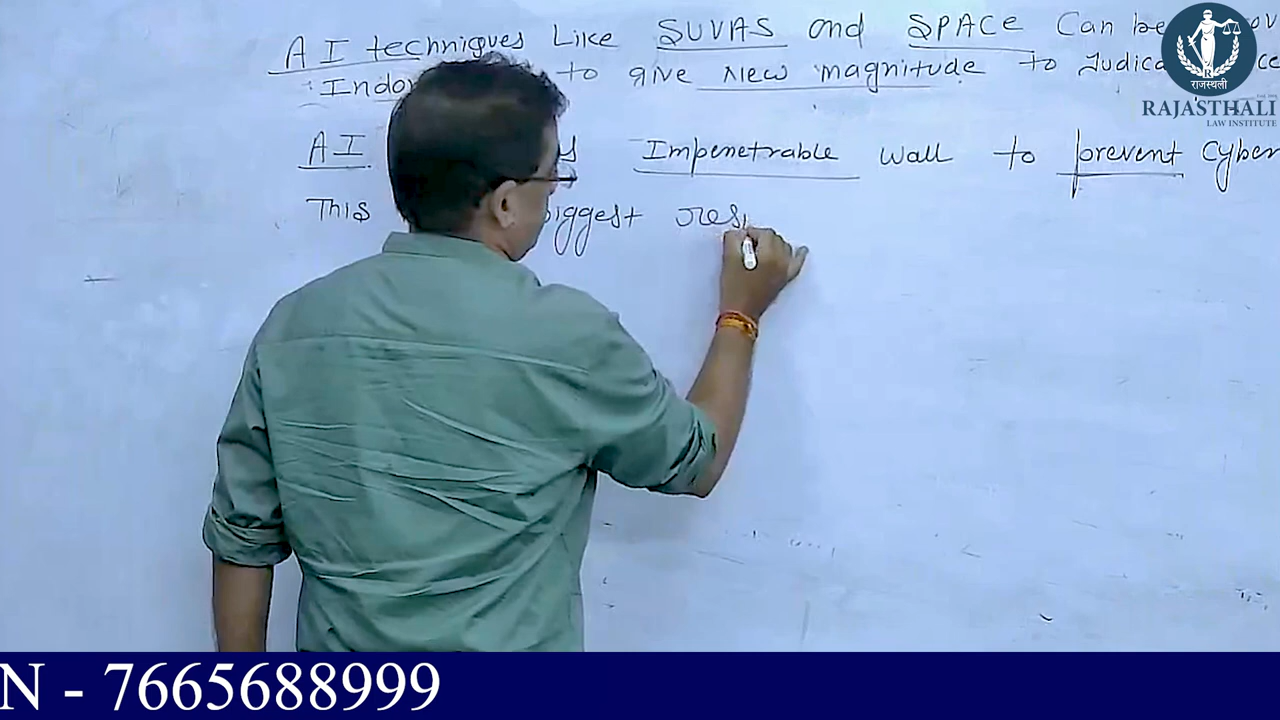 AI techniques Like SUVAS and SPACE Can be
to give New magnitude to Judica
AI Impenetrable wall to prevent Cyber
This biggest res
राजस्थली
RAJASTHALI
LAW INSTITUTE
N - 7665688999